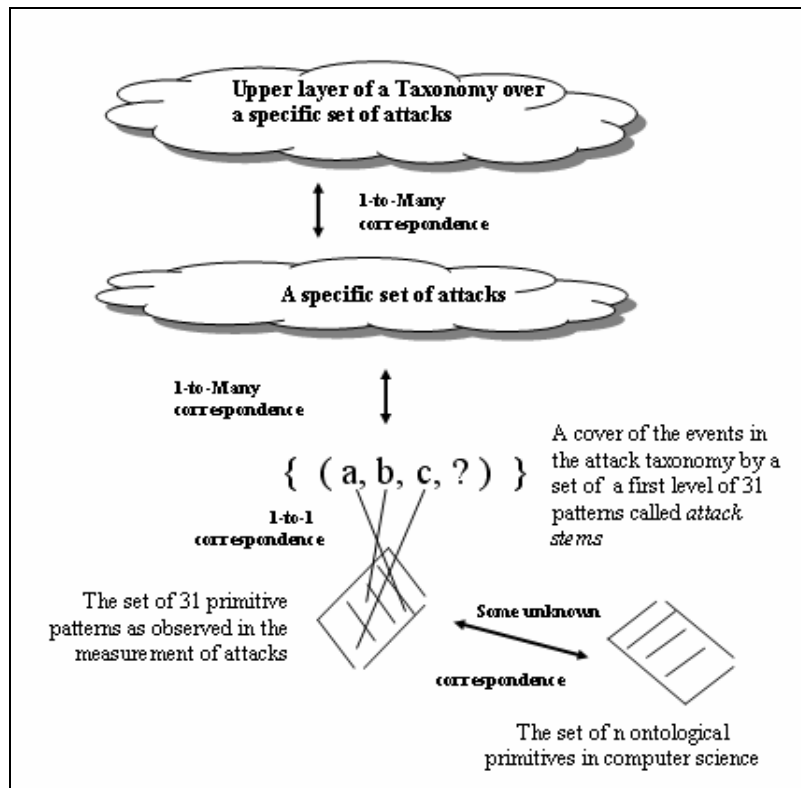 Upper layer of a Taxonomy over
a specific set of attacks
1-to-Many
correspondence
A specific set of attacks
1-to-Many
correspondence
A cover of the events in
the attack taxonomy by a
set of a first level of 31
patterns called attack
stems
{ ( a, b, c, ? ) }
1-to-1
correspondence
The set of 31 primitive
patterns as observed in the
measurement of attacks
Some unknown
correspondence
The set of n ontological
primitives in computer science